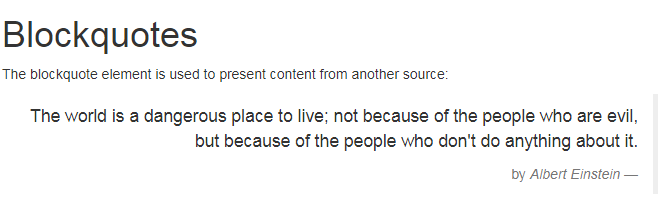 Blockquotes
The blockquote element is used to present content from another source:
The world is a dangerous place to live; not because of the people who are evil,
but because of the people who don't do anything about it.
by Albert Einstein —